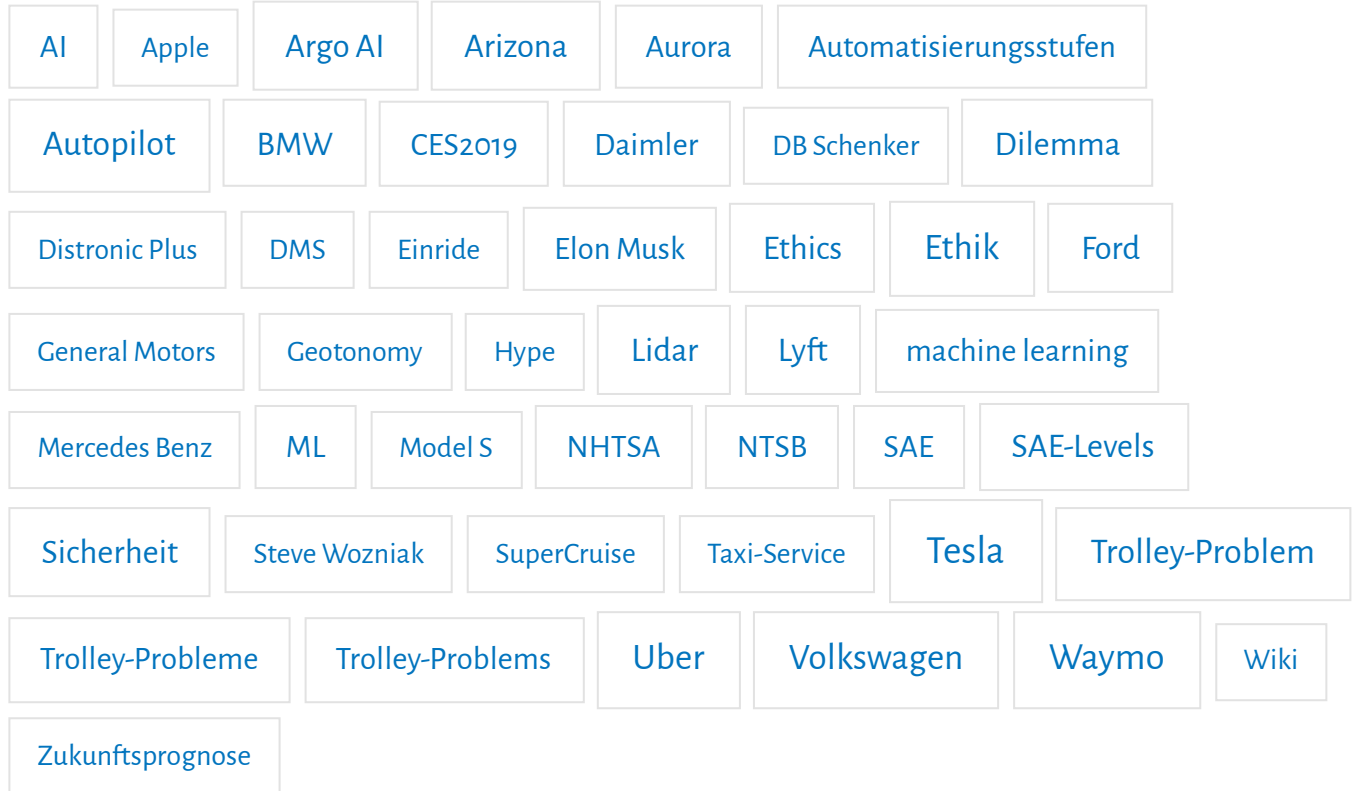 AI Apple Argo AI Arizona Aurora Automatisierungsstufen
Autopilot BMW CES2019 Daimler DB Schenker Dilemma
Distronic Plus DMS Einride Elon Musk Ethics Ethik Ford
General Motors Geotonomy Hype Lidar Lyft machine learning
Mercedes Benz ML Model S NHTSA NTSB SAE SAE-Levels
Sicherheit Steve Wozniak SuperCruise Taxi-Service Tesla Trolley-Problem
Trolley-Probleme Trolley-Problems Uber Volkswagen Waymo Wiki
Zukunftsprognose